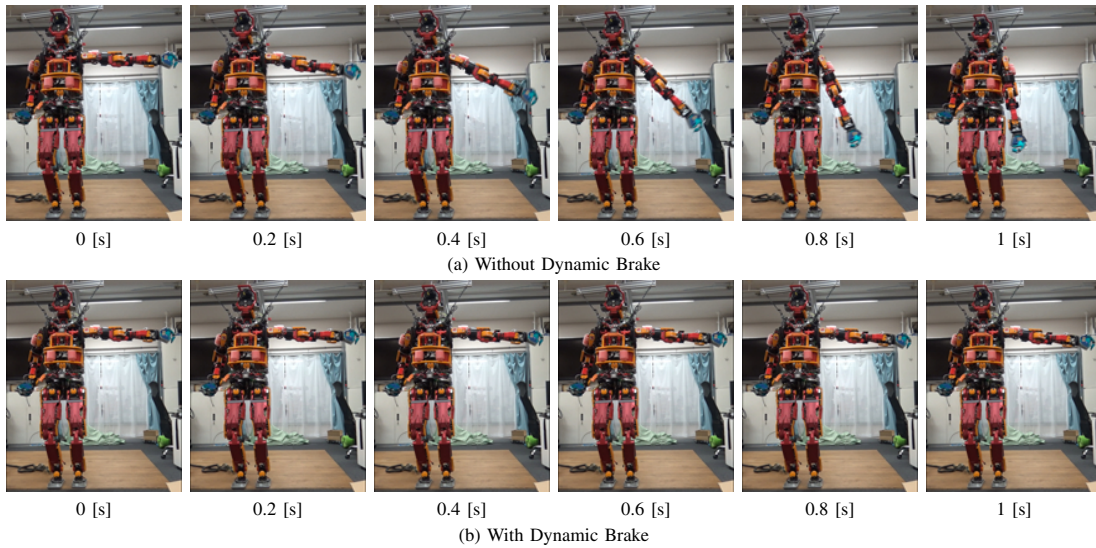 0 [s] 0.2 [s] 0.4 [s] 0.6 [s] 0.8 [s] 1 [s]
(a) Without Dynamic Brake
0 [s] 0.2 [s] 0.4 [s] 0.6 [s] 0.8 [s] 1 [s]
(b) With Dynamic Brake